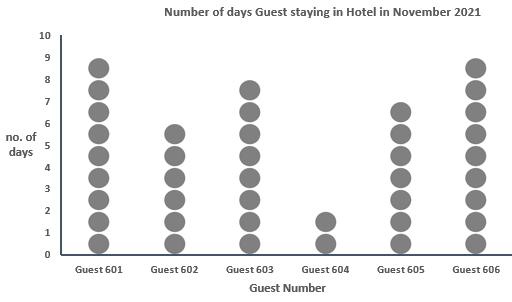 Number of days Guest staying in Hotel in November 2021
10
9
8
7
6
5
4
3
2
1
0
no. of
days
Guest 601 Guest 602 Guest 603 Guest 604 Guest 605 Guest 606
Guest Number